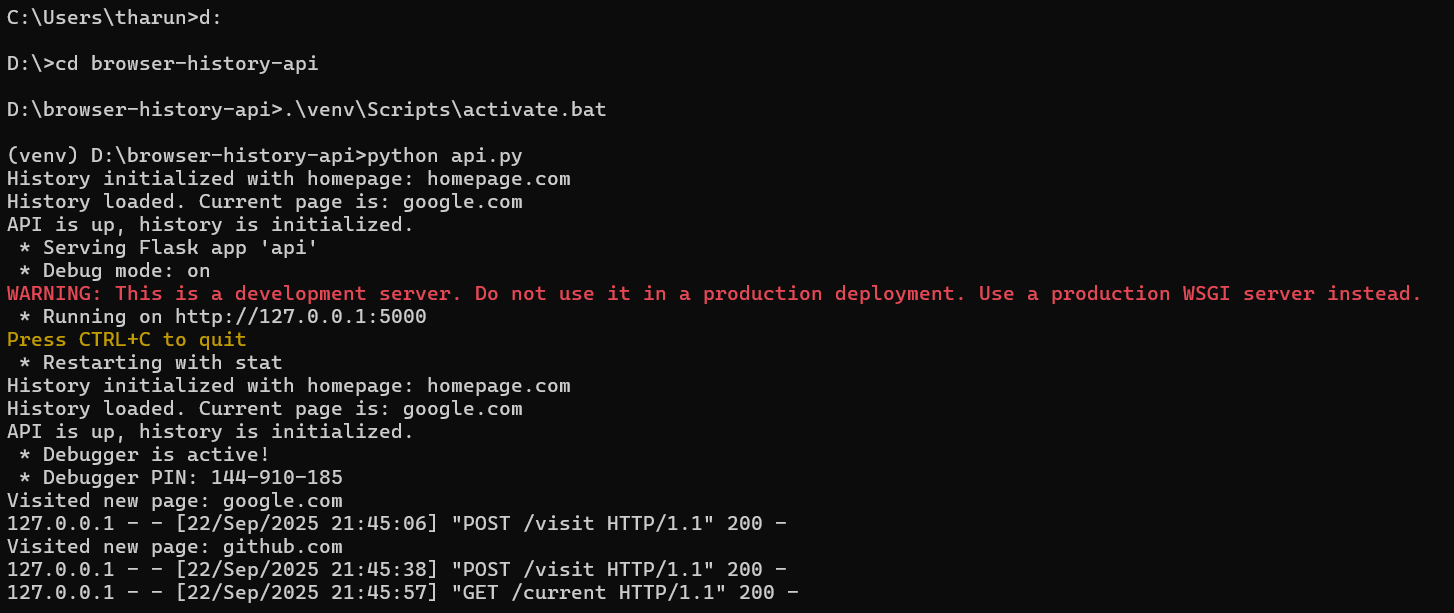 C:\Users\tharun>d:
D:\>cd browser-history-api
D:\browser-history-api>.\venv\Scripts\activate.bat
(venv) D:\browser-history-api>python api.py
History initialized with homepage: homepage.com
History loaded. Current page is: google.com
API is up, history is initialized.
 * Serving Flask app 'api'
 * Debug mode: on
WARNING: This is a development server. Do not use it in a production deployment. Use a production WSGI server instead.
 * Running on http://127.0.0.1:5000
Press CTRL+C to quit
 * Restarting with stat
History initialized with homepage: homepage.com
History loaded. Current page is: google.com
API is up, history is initialized.
 * Debugger is active!
 * Debugger PIN: 144-910-185
Visited new page: google.com
127.0.0.1 - - [22/Sep/2025 21:45:06] "POST /visit HTTP/1.1" 200 -
Visited new page: github.com
127.0.0.1 - - [22/Sep/2025 21:45:38] "POST /visit HTTP/1.1" 200 -
127.0.0.1 - - [22/Sep/2025 21:45:57] "GET /current HTTP/1.1" 200 -